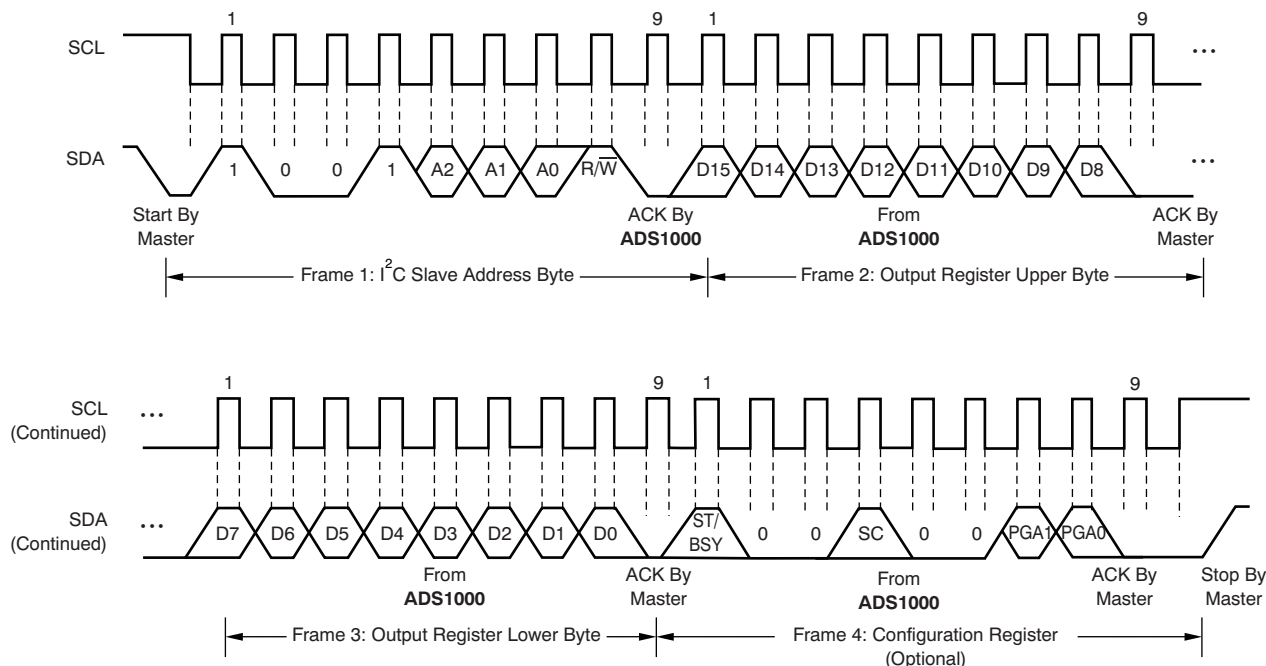 1 9 1 9
SCL ...
SDA 1 0 0 1 A2 A1 A0 R/W̅ D15 D14 D13 D12 D11 D10 D9 D8 ...
Start By Master
ACK By ADS1000
From ADS1000
ACK By Master
Frame 1: I²C Slave Address Byte
Frame 2: Output Register Upper Byte
1 9 1 9
SCL (Continued) ...
SDA (Continued) ... D7 D6 D5 D4 D3 D2 D1 D0 ST/BSY 0 0 SC 0 0 PGA1 PGA0
From ADS1000
ACK By Master
From ADS1000
ACK By Master
Stop By Master
Frame 3: Output Register Lower Byte
Frame 4: Configuration Register
(Optional)